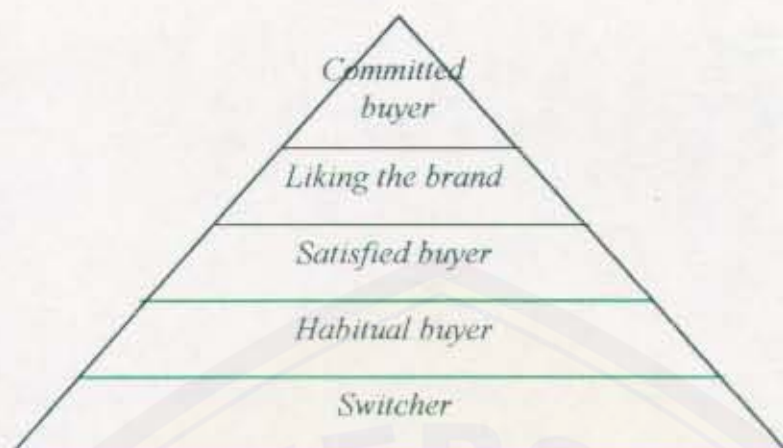 Committed
buyer
Liking the brand
Satisfied buyer
Habitual buyer
Switcher